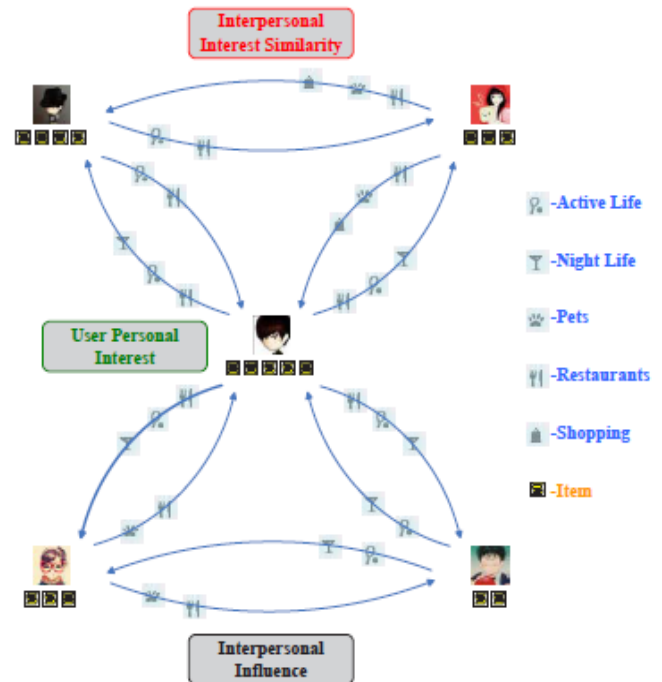 Interpersonal
Interest Similarity
-Active Life
-Night Life
-Pets
User Personal
Interest
-Restaurants
-Shopping
-Item
Interpersonal
Influence